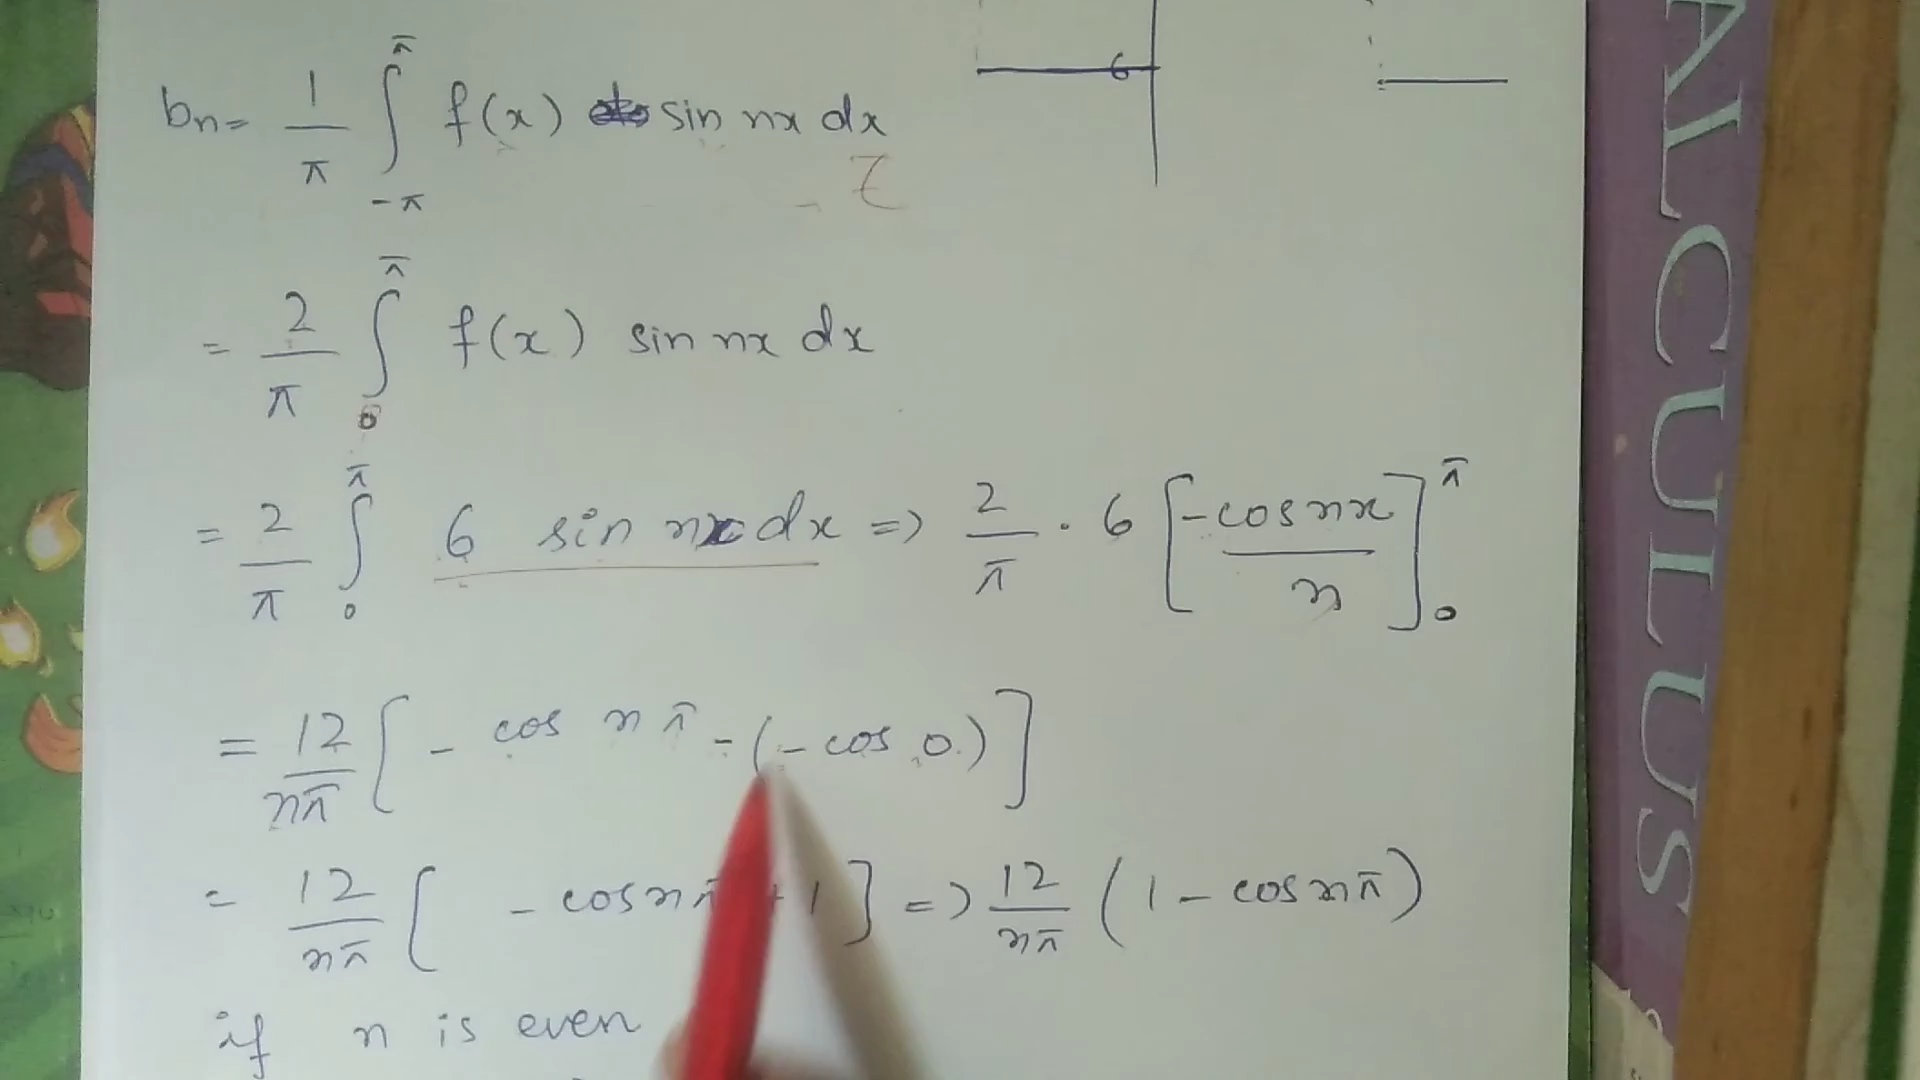 6
bn = 1/π ∫_{-π}^{π} f(x) sin nx dx
= 2/π ∫_0^π f(x) sin nx dx
= 2/π ∫_0^π 6 sin nx dx => 2/π · 6 [-cos nx / n]_0^π
= 12/nπ [ - cos nπ - (- cos 0) ]
= 12/nπ [ - cos nπ + 1 ] => 12/nπ ( 1 - cos nπ )
if n is even
ALCULUS